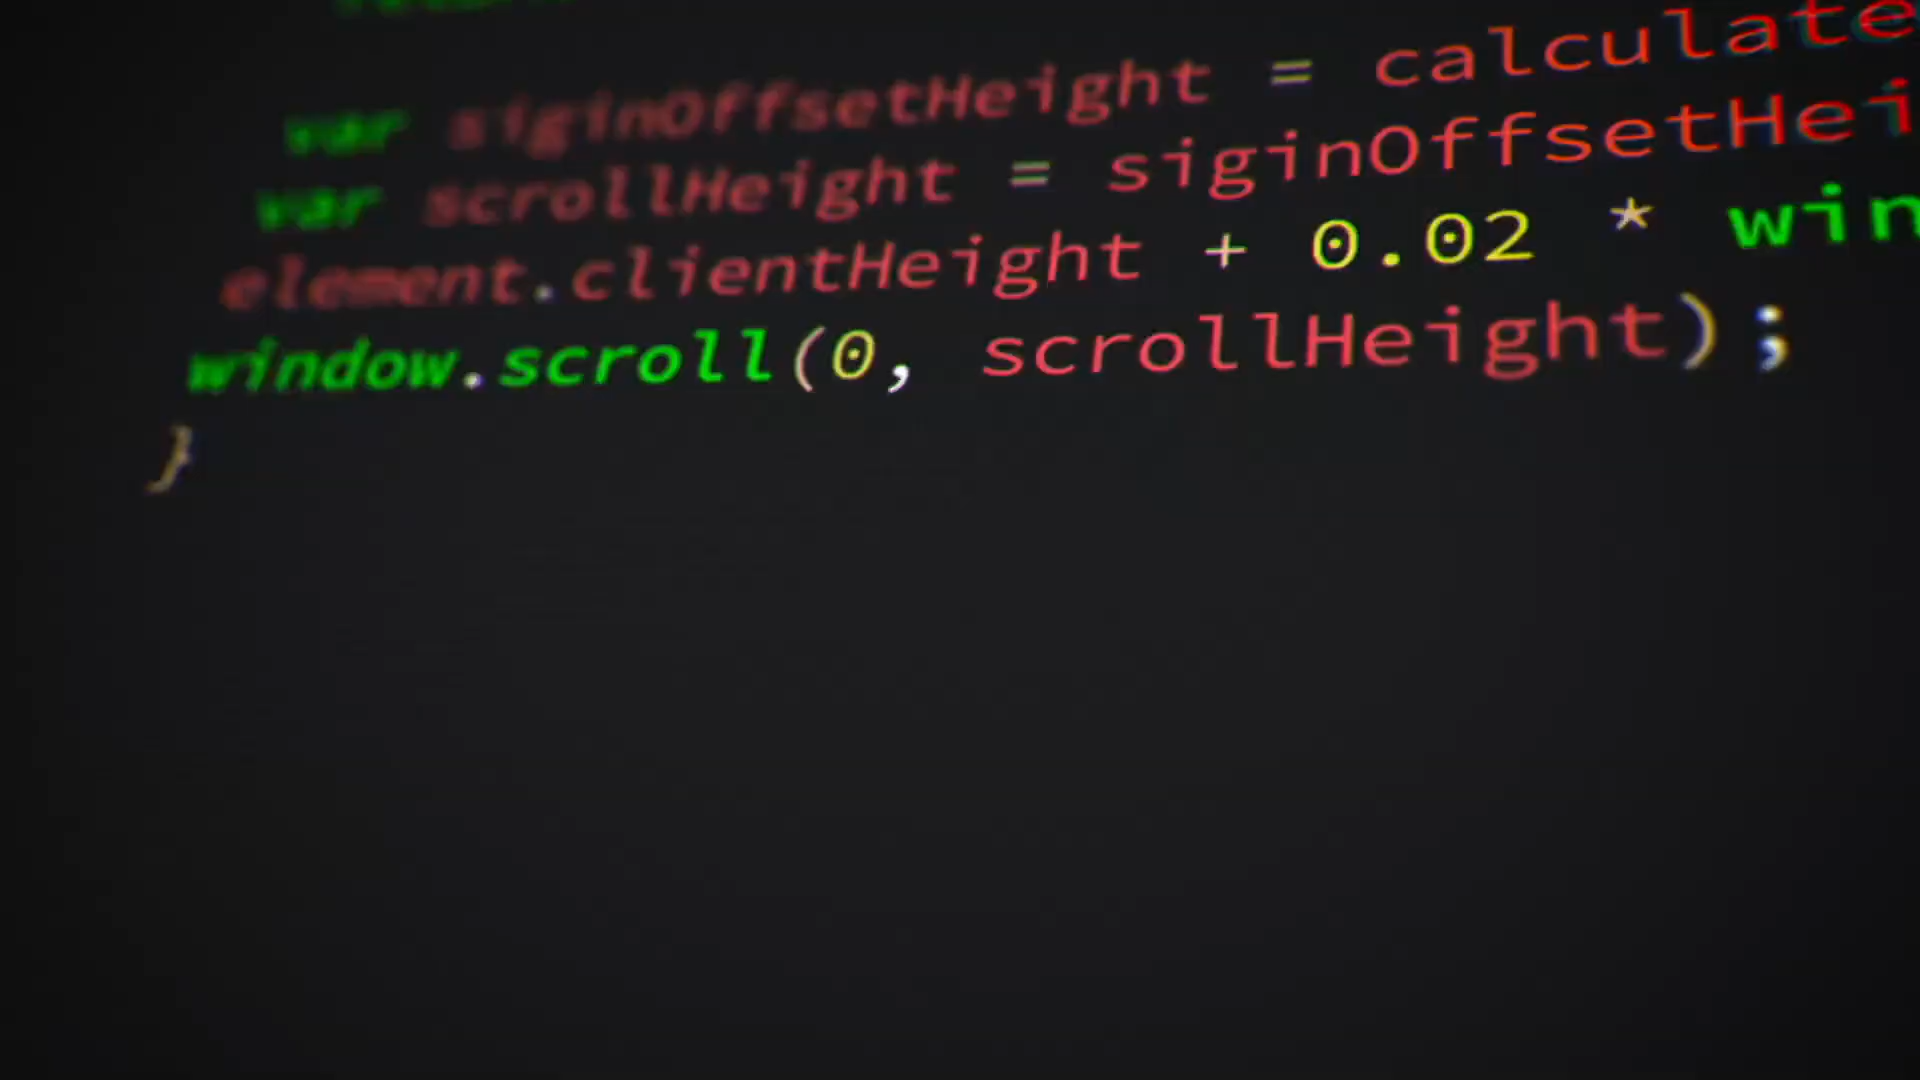 var siginOffsetHeight = calculate
var scrollHeight = siginOffsetHei
element.clientHeight + 0.02 * win
window.scroll(0, scrollHeight);
}